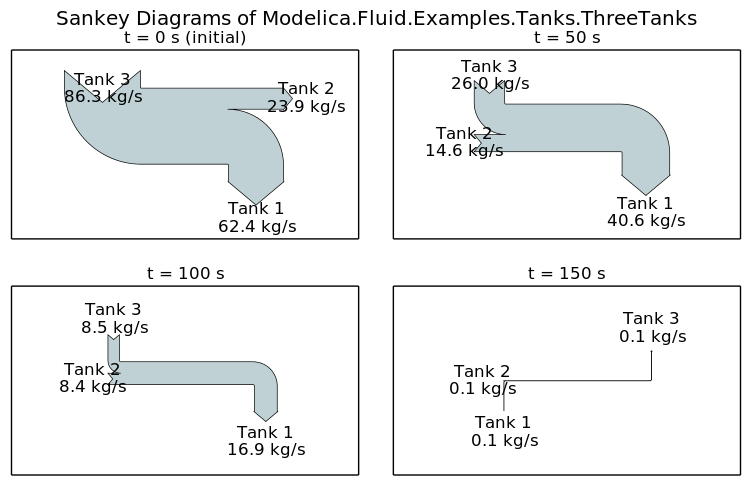 Sankey Diagrams of Modelica.Fluid.Examples.Tanks.ThreeTanks
t = 0 s (initial)
Tank 3
86.3 kg/s
Tank 2
23.9 kg/s
Tank 1
62.4 kg/s
t = 50 s
Tank 3
26.0 kg/s
Tank 2
14.6 kg/s
Tank 1
40.6 kg/s
t = 100 s
Tank 3
8.5 kg/s
Tank 2
8.4 kg/s
Tank 1
16.9 kg/s
t = 150 s
Tank 3
0.1 kg/s
Tank 2
0.1 kg/s
Tank 1
0.1 kg/s